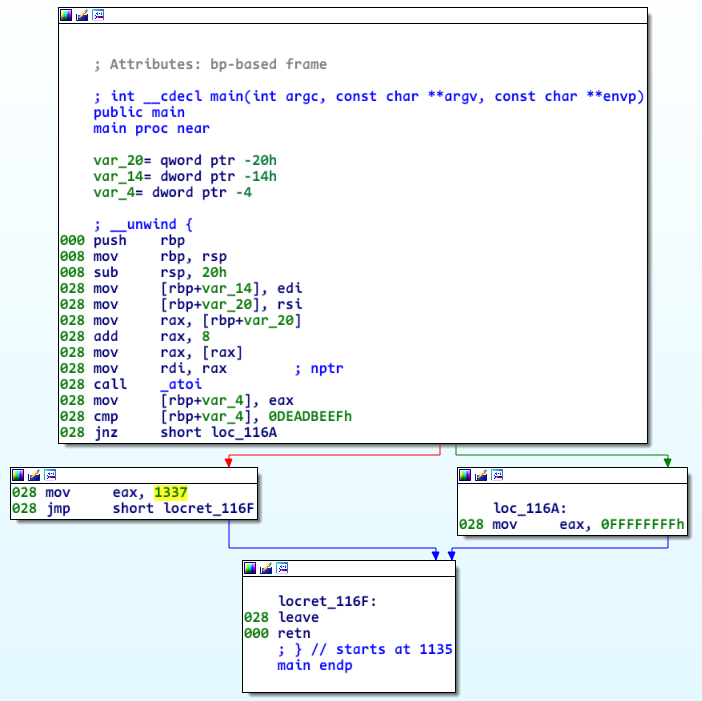 ; Attributes: bp-based frame
; int __cdecl main(int argc, const char **argv, const char **envp)
public main
main proc near
var_20= qword ptr -20h
var_14= dword ptr -14h
var_4= dword ptr -4
; __unwind {
000 push    rbp
008 mov     rbp, rsp
008 sub     rsp, 20h
028 mov     [rbp+var_14], edi
028 mov     [rbp+var_20], rsi
028 mov     rax, [rbp+var_20]
028 add     rax, 8
028 mov     rax, [rax]
028 mov     rdi, rax        ; nptr
028 call    _atoi
028 mov     [rbp+var_4], eax
028 cmp     [rbp+var_4], 0DEADBEEFh
028 jnz     short loc_116A
028 mov     eax, 1337
028 jmp     short locret_116F
loc_116A:
028 mov     eax, 0FFFFFFFFh
locret_116F:
028 leave
000 retn
; } // starts at 1135
main endp